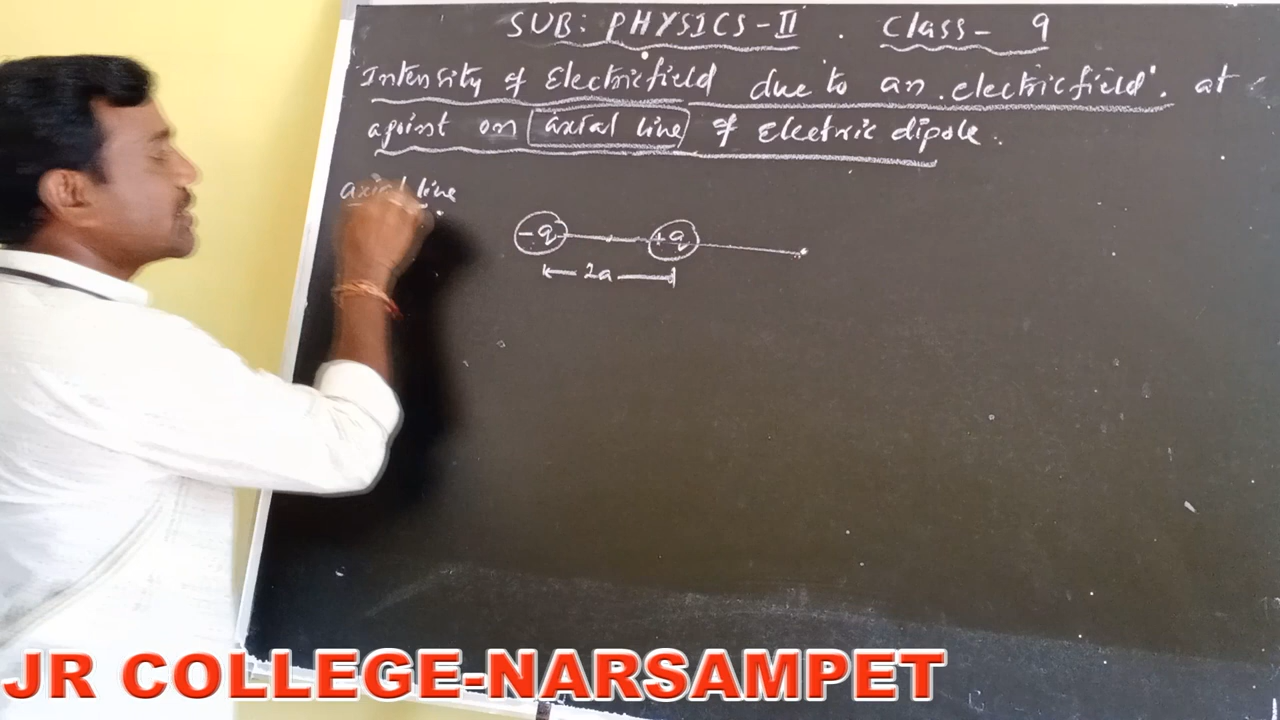 SUB: PHYSICS-II . Class- 9
Intensity of Electricfield due to an electricfield. at
apoint on axial line of Electric dipole.
axial line
-q +q
2a
JR COLLEGE-NARSAMPET